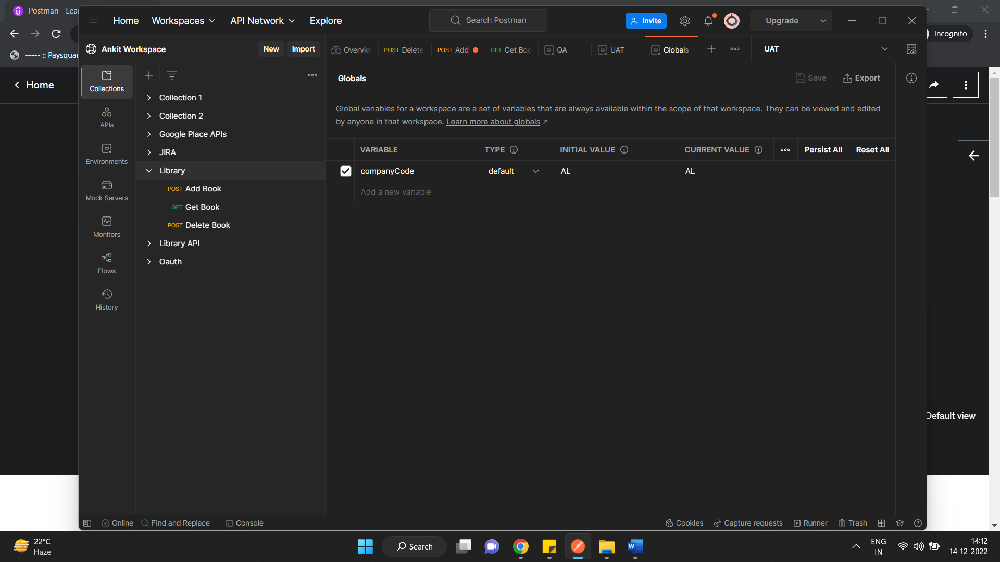 Postman - Lea
Home
Workspaces
API Network
Explore
Search Postman
Invite
Upgrade
Incognito
----- :: Paysquar
Ankit Workspace
New
Import
Overvie
POST Delete
POST Add
GET Get Boo
QA
UAT
Globals
UAT
Home
Collections
APIs
Environments
Mock Servers
Monitors
Flows
History
Collection 1
Collection 2
Google Place APIs
JIRA
Library
POST Add Book
GET Get Book
POST Delete Book
Library API
Oauth
Globals
Save
Export
Global variables for a workspace are a set of variables that are always available within the scope of that workspace. They can be viewed and edited
by anyone in that workspace. Learn more about globals ↗
VARIABLE
TYPE
INITIAL VALUE
CURRENT VALUE
Persist All
Reset All
companyCode
default
AL
AL
Add a new variable
Default view
Online
Find and Replace
Console
Cookies
Capture requests
Runner
Trash
22°C
Haze
Search
ENG
IN
14:12
14-12-2022